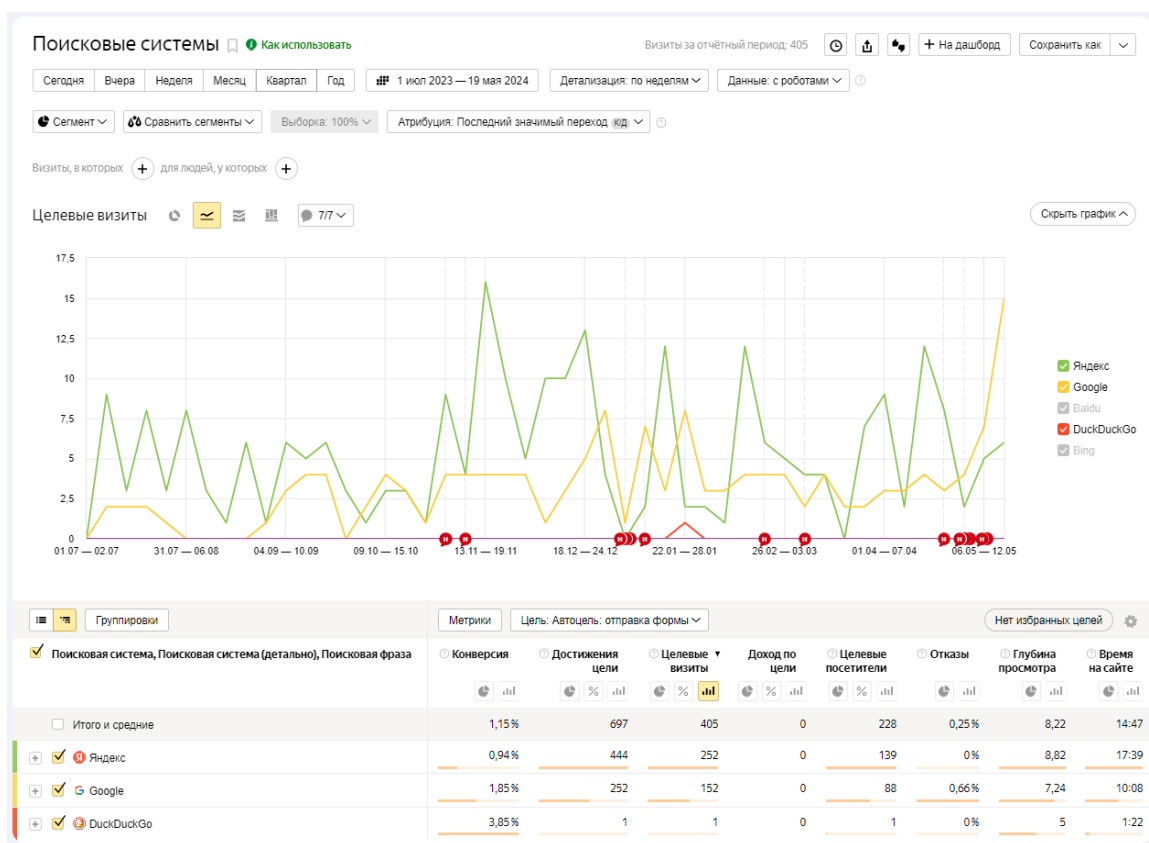 Поисковые системы Как использовать Визиты за отчётный период: 405 На дашборд Сохранить как
Сегодня Вчера Неделя Месяц Квартал Год 1 июл 2023 — 19 мая 2024 Детализация: по неделям Данные: с роботами
Сегмент Сравнить сегменты Выборка: 100% Атрибуция: Последний значимый переход К/Д
Визиты, в которых + для людей, у которых +
Целевые визиты 7/7 Скрыть график
17,5
15
12,5
10
7,5
5
2,5
0
Яндекс
Google
Baidu
DuckDuckGo
Bing
01.07 — 02.07 31.07 — 06.08 04.09 — 10.09 09.10 — 15.10 13.11 — 19.11 18.12 — 24.12 22.01 — 28.01 26.02 — 03.03 01.04 — 07.04 06.05 — 12.05
Группировки Метрики Цель: Автоцель: отправка формы Нет избранных целей
Поисковая система, Поисковая система (детально), Поисковая фраза Конверсия Достижения цели Целевые визиты Доход по цели Целевые посетители Отказы Глубина просмотра Время на сайте
Итого и средние 1,15% 697 405 0 228 0,25% 8,22 14:47
Яндекс 0,94% 444 252 0 139 0% 8,82 17:39
Google 1,85% 252 152 0 88 0,66% 7,24 10:08
DuckDuckGo 3,85% 1 1 0 1 0% 5 1:22